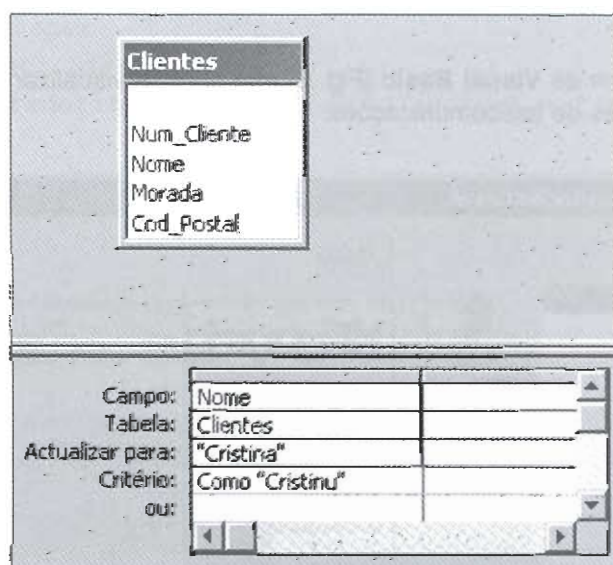 Clientes
Num_Cliente
Nome
Morada
Cod_Postal
Campo: Nome
Tabela: Clientes
Actualizar para: "Cristina"
Critério: Como "Cristinu"
ou: